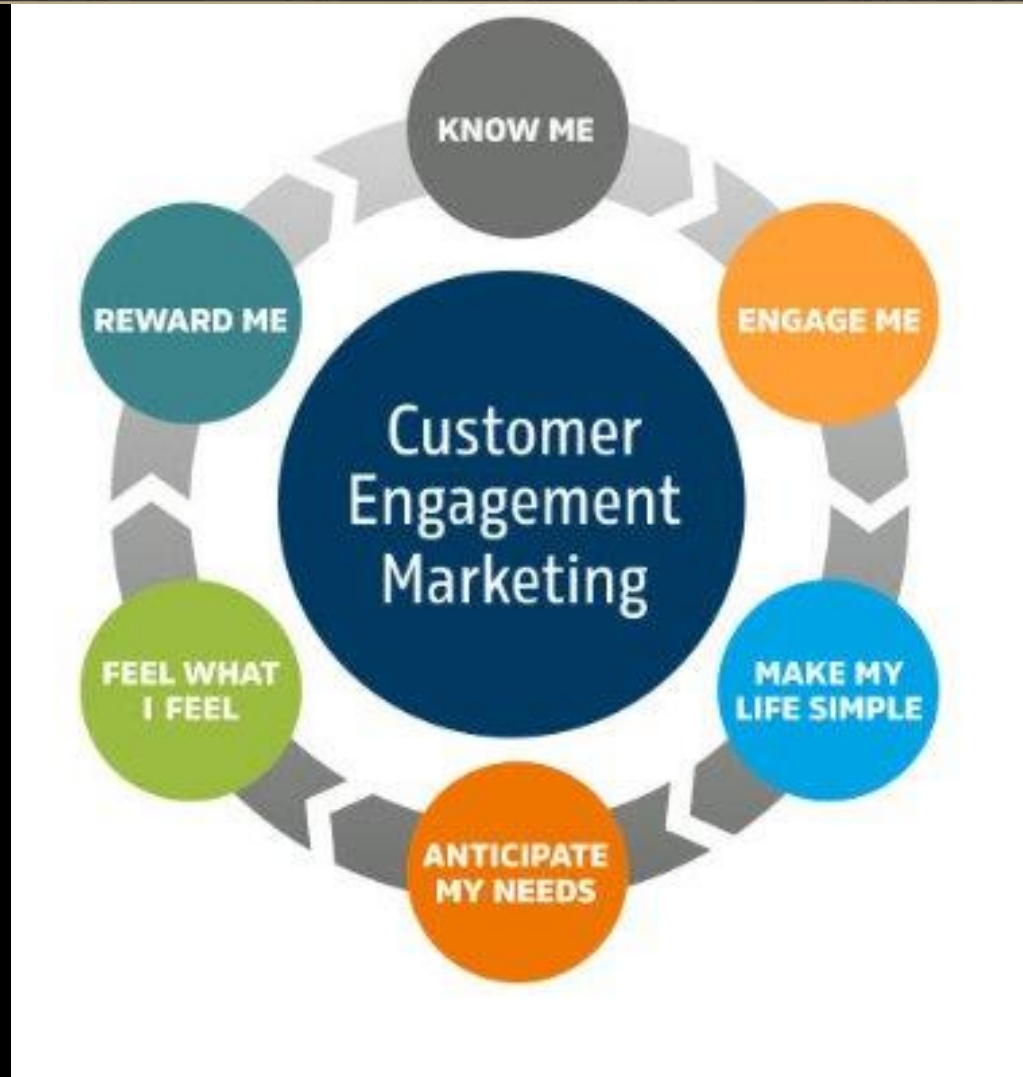 KNOW ME
ENGAGE ME
MAKE MY
LIFE SIMPLE
ANTICIPATE
MY NEEDS
FEEL WHAT
I FEEL
REWARD ME
Customer
Engagement
Marketing